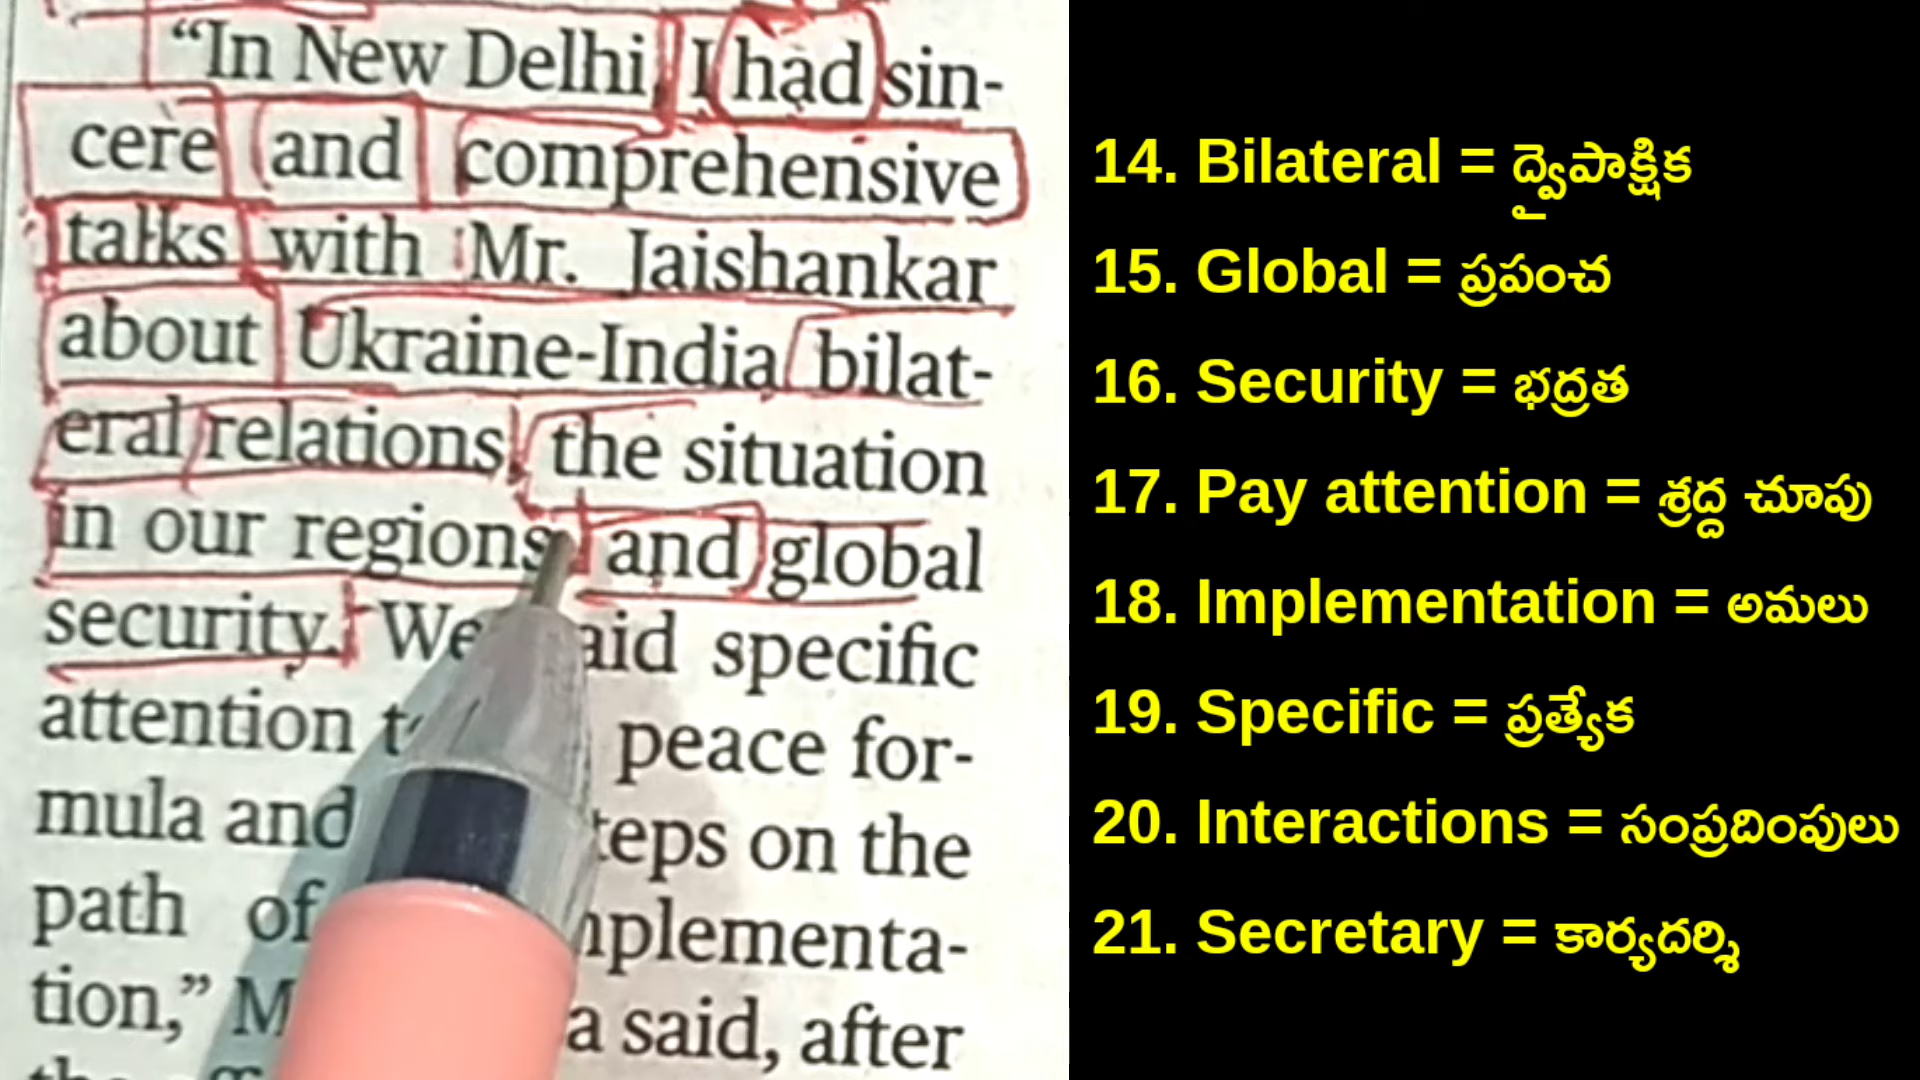 “In New Delhi, I had sin-
cere and comprehensive
talks with Mr. Jaishankar
about Ukraine-India bilat-
eral relations, the situation
in our regions, and global
security. We specific
attention peace for-
mula and on the
path of
tion,” said, after
14. Bilateral = ద్వైపాక్షిక
15. Global = ప్రపంచ
16. Security = భద్రత
17. Pay attention = శ్రద్ద చూపు
18. Implementation = అమలు
19. Specific = ప్రత్యేక
20. Interactions = సంప్రదింపులు
21. Secretary = కార్యదర్శి